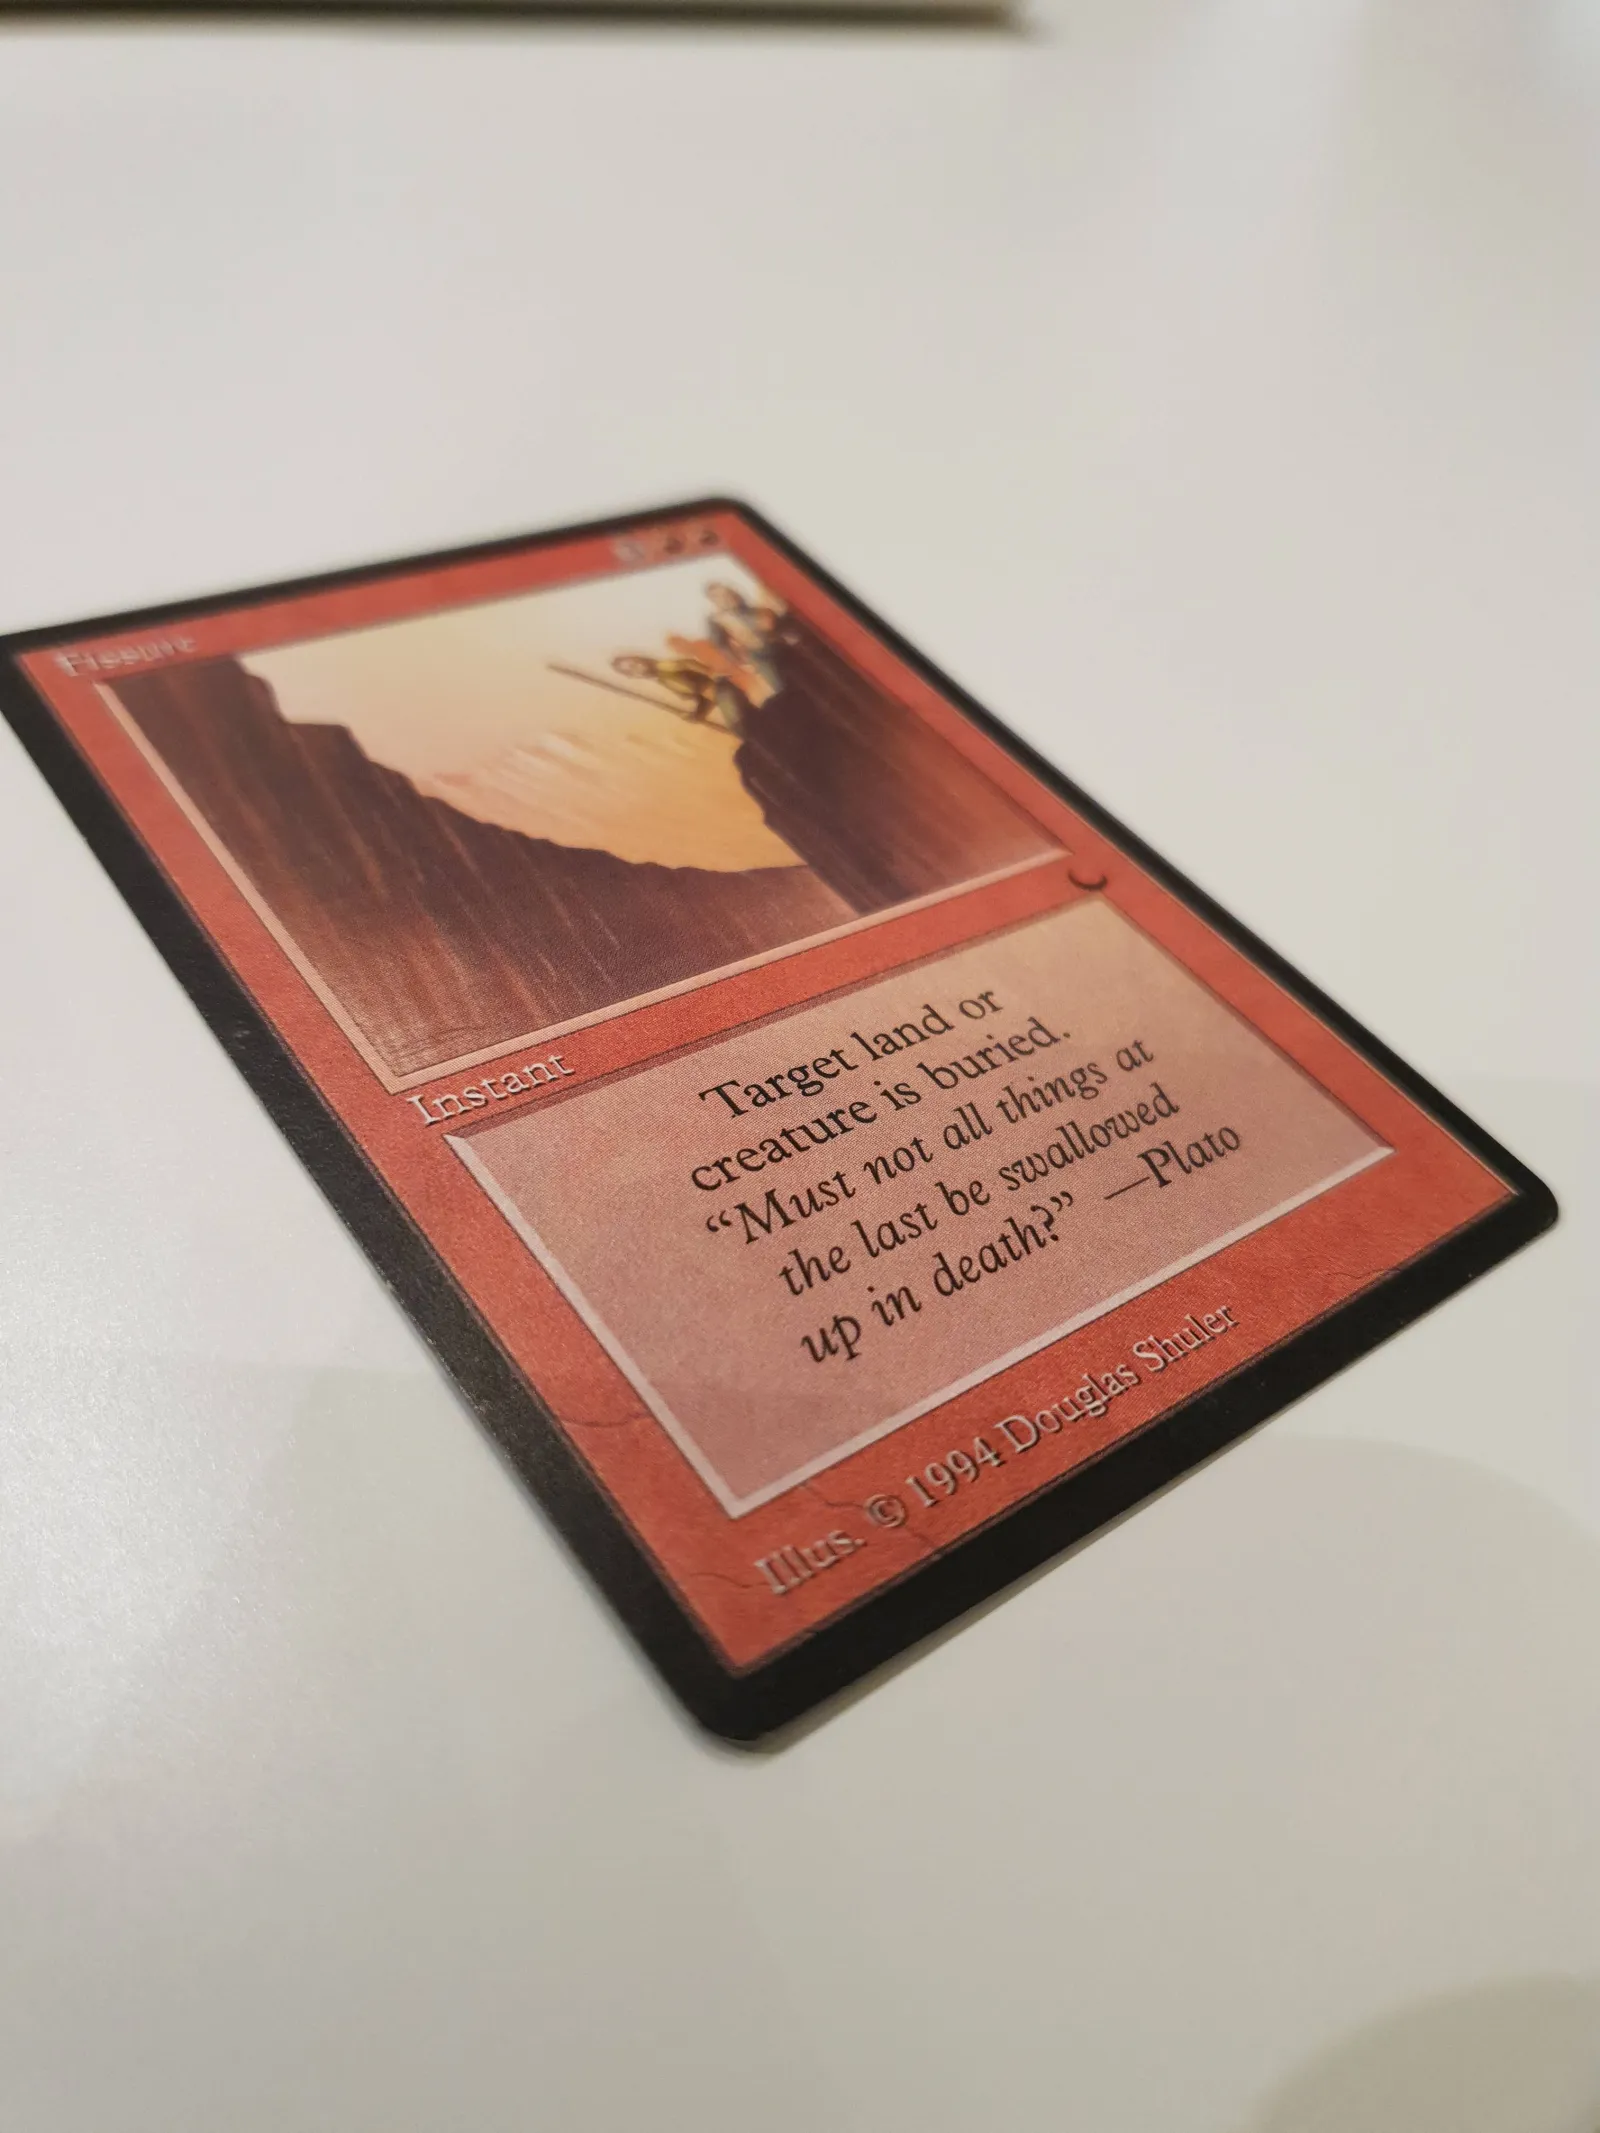 Fissure
Instant
Target land or
creature is buried.
“Must not all things at
the last be swallowed
up in death?” —Plato
Illus. © 1994 Douglas Shuler